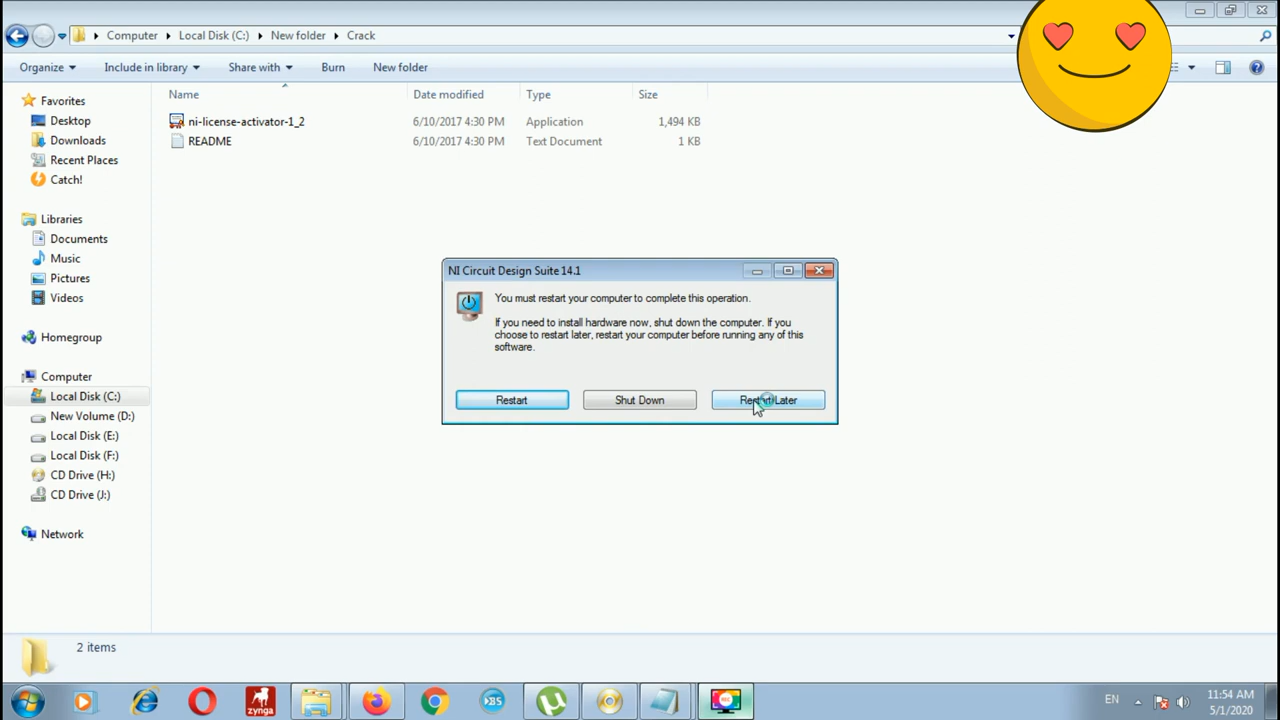 Computer ▸ Local Disk (C:) ▸ New folder ▸ Crack
Organize Include in library Share with Burn New folder
Name Date modified Type Size
ni-license-activator-1_2 6/10/2017 4:30 PM Application 1,494 KB
README 6/10/2017 4:30 PM Text Document 1 KB
Favorites
Desktop
Downloads
Recent Places
Catch!
Libraries
Documents
Music
Pictures
Videos
Homegroup
Computer
Local Disk (C:)
New Volume (D:)
Local Disk (E:)
Local Disk (F:)
CD Drive (H:)
CD Drive (J:)
Network
NI Circuit Design Suite 14.1
You must restart your computer to complete this operation.
If you need to install hardware now, shut down the computer. If you
choose to restart later, restart your computer before running any of this
software.
Restart Shut Down Restart Later
2 items
zynga
EN
11:54 AM
5/1/2020